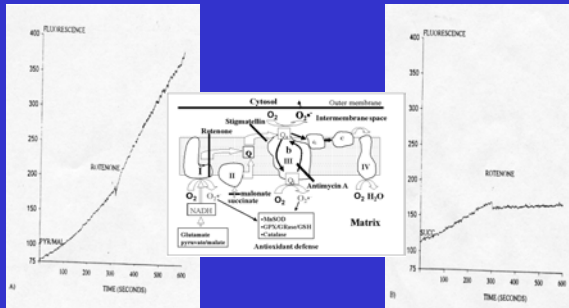 FLUORESCENCE
400
350
300
250
200
150
100
75
ROTENONE
PYR/MAL
100
200
300
400
500
600
TIME (SECONDS)
A)
Cytosol
O₂
O₂•⁻
Outer membrane
Stigmatellin
Intermembrane space
Rotenone
Q
I
II
b
III
IV
Antimycin A
malonate
succinate
O₂
O₂•⁻
O₂
O₂
H₂O
NADH
•MnSOD
•GPX/GRase/GSH
•Catalase
Matrix
Glutamate
pyruvate/malate
Antioxidant defense
FLUORESCENCE
400
350
300
250
200
150
100
75
ROTENONE
SUCC
100
200
300
400
500
600
TIME (SECONDS)
B)